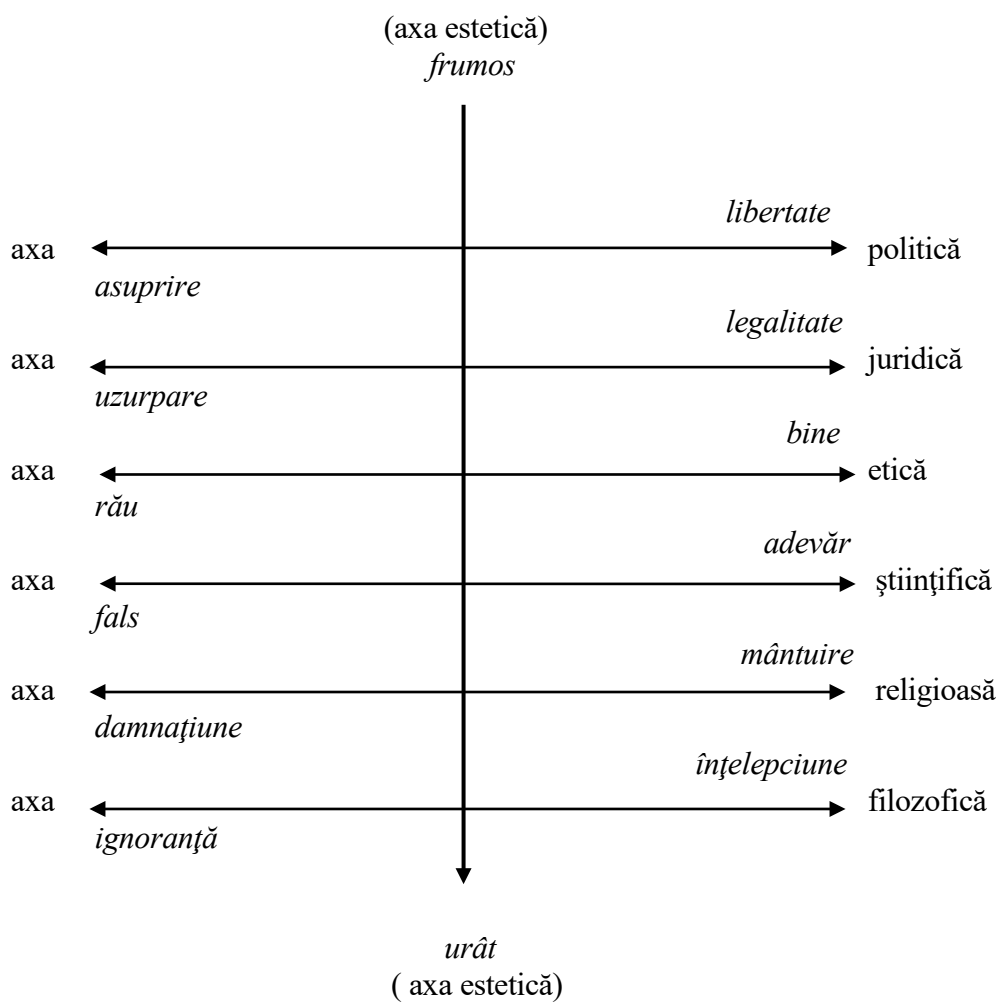 (axa estetică)
frumos
libertate
axa politică
asuprire
legalitate
axa juridică
uzurpare
bine
axa etică
rău
adevăr
axa ştiinţifică
fals
mântuire
axa religioasă
damnaţiune
înţelepciune
axa filozofică
ignoranţă
urât
( axa estetică)